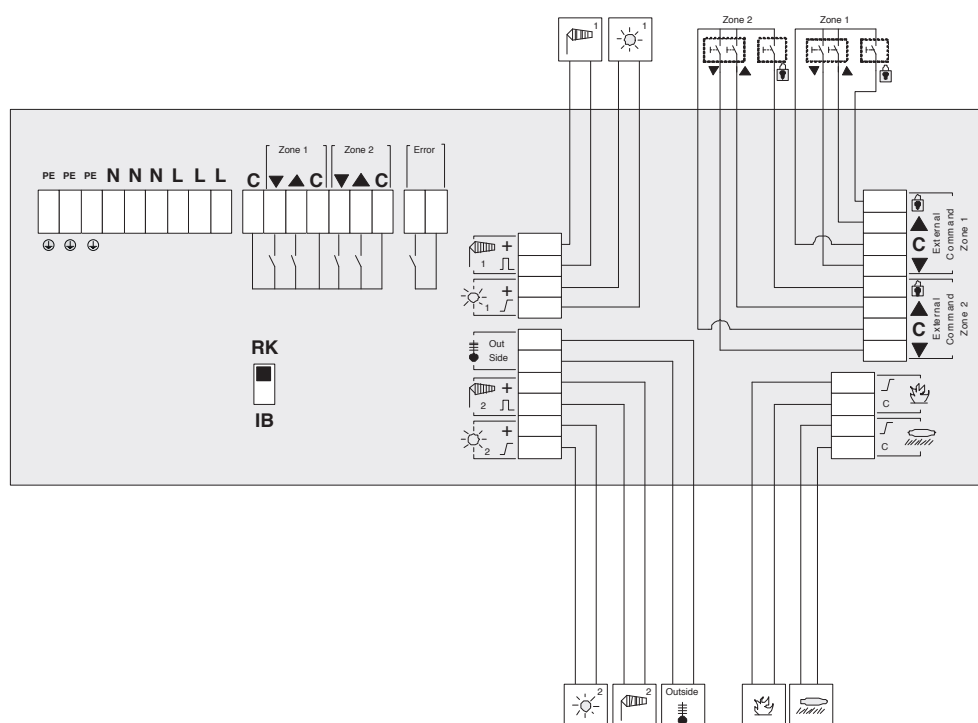 Zone 2
Zone 1
1
1
Zone 1
Zone 2
Error
PE PE PE N N N L L L
C C C
+
1
+
1
Out
Side
+
2
+
2
RK
IB
C
External
Command
Zone 1
C
External
Command
Zone 2
C
C
2
2
Outside